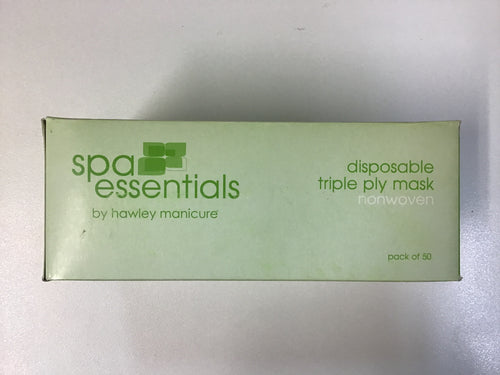 spa
essentials
by hawley manicure
disposable
triple ply mask
nonwoven
pack of 50